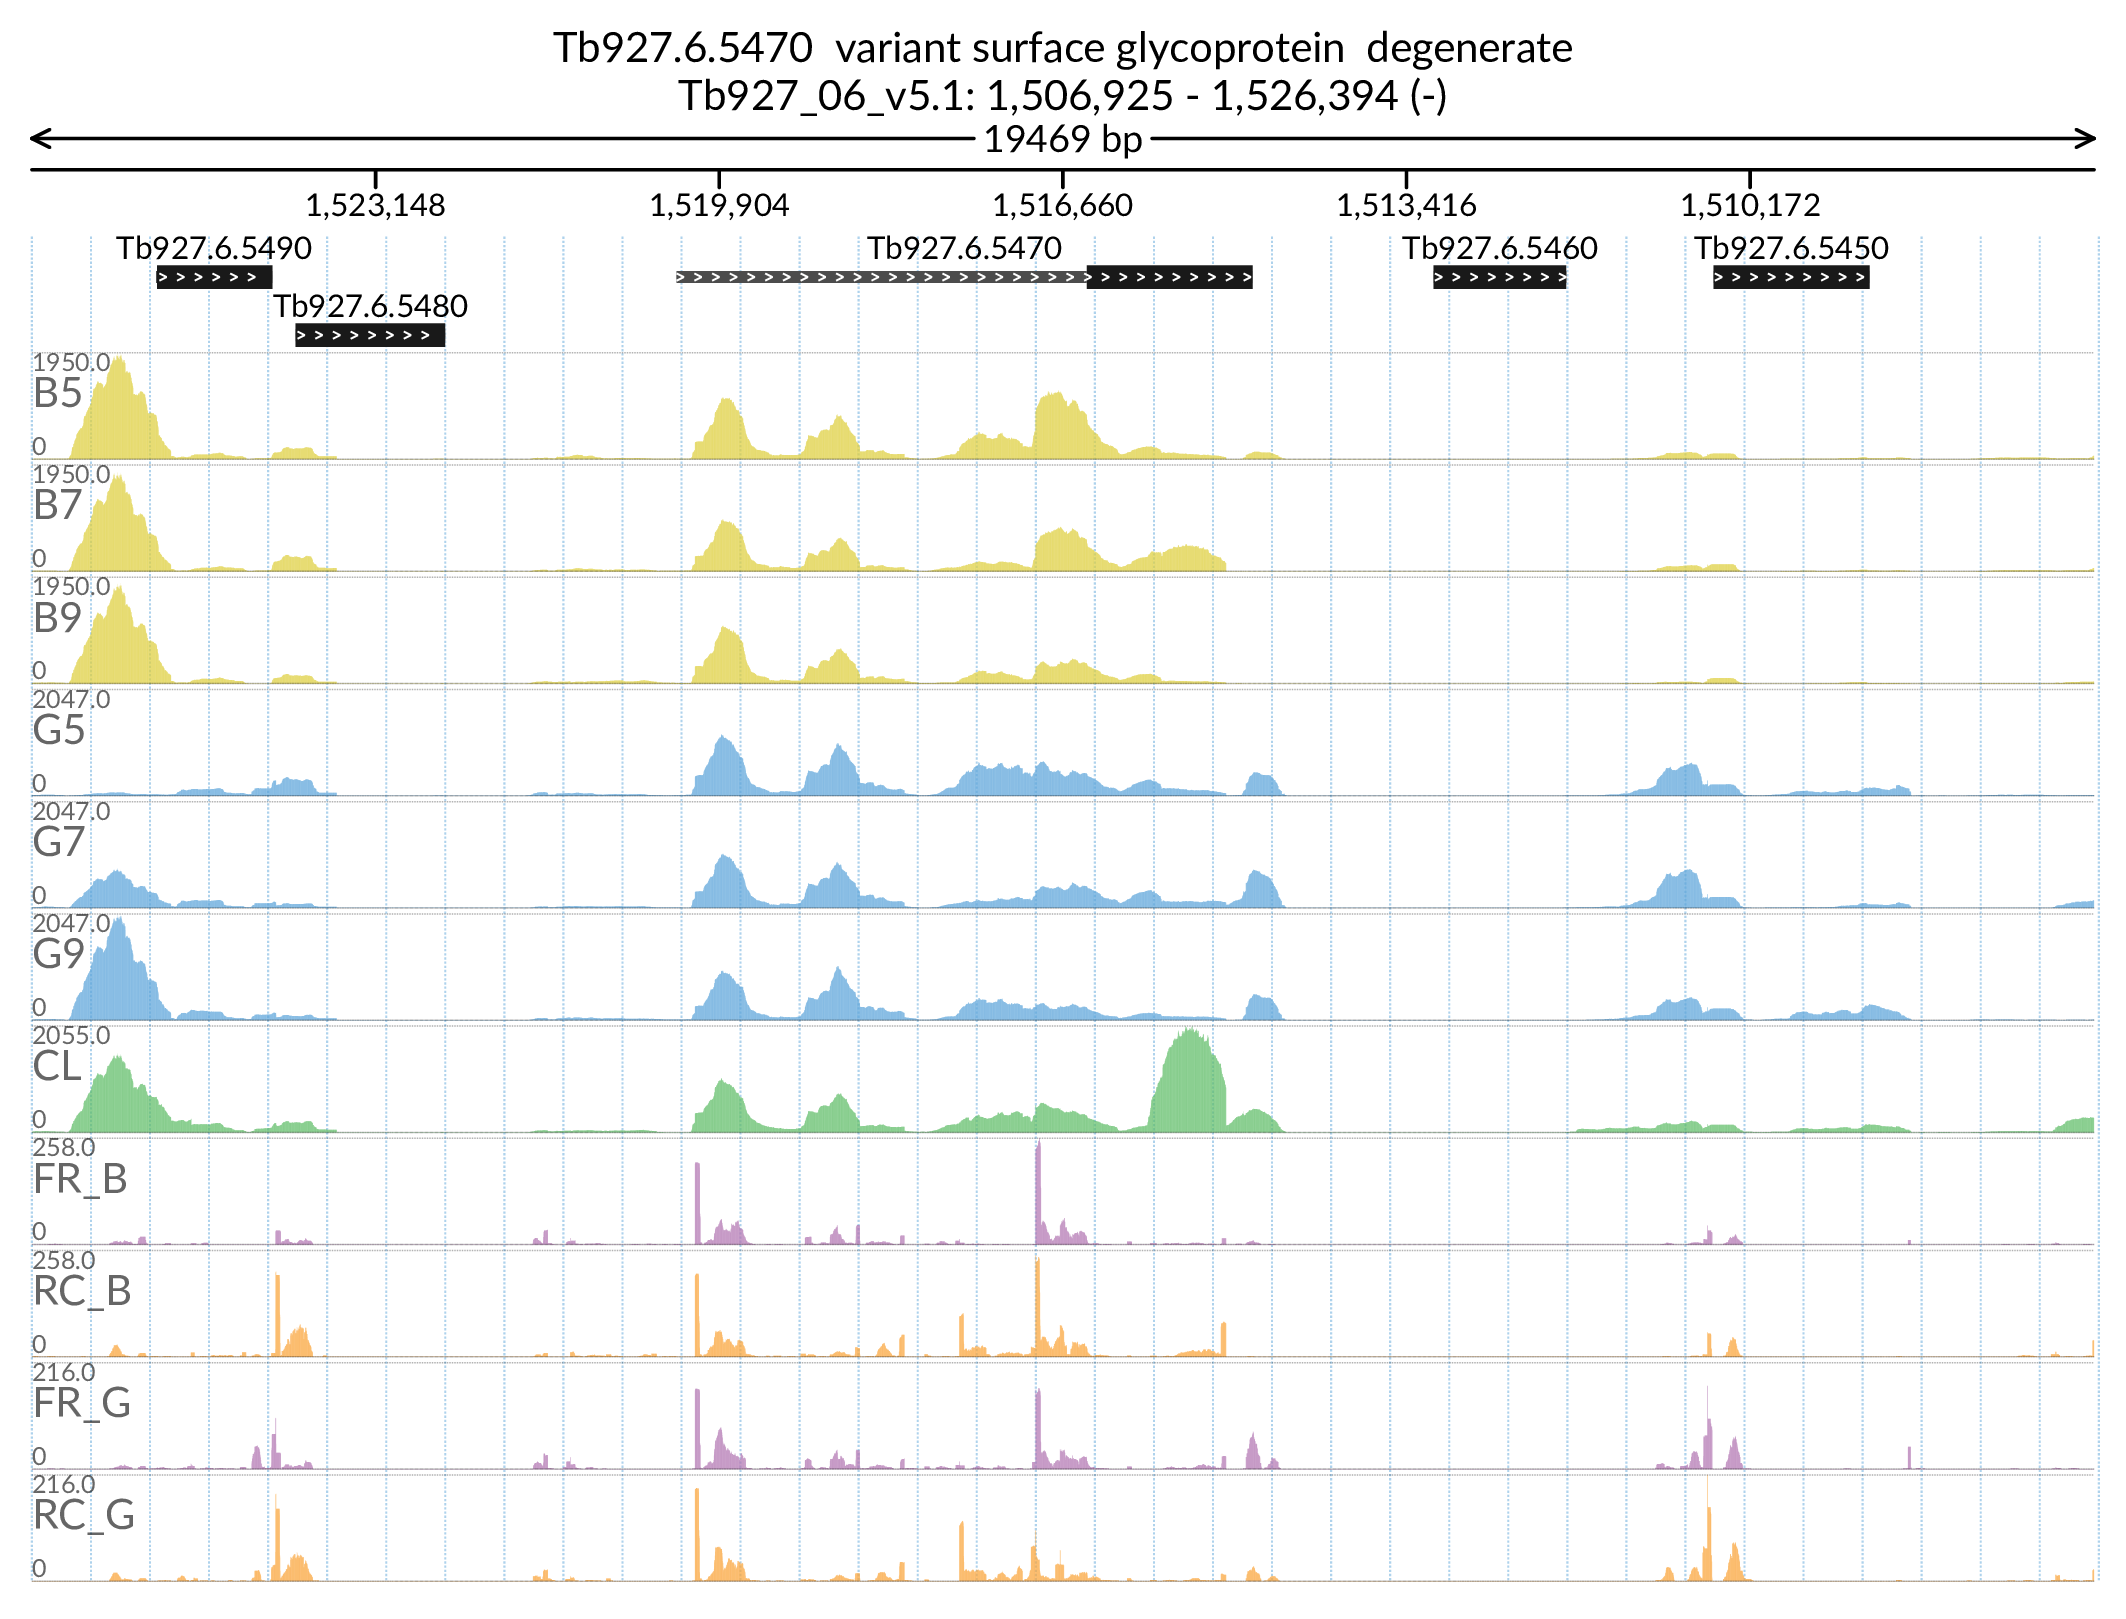 Tb927.6.5470  variant surface glycoprotein  degenerate
Tb927_06_v5.1: 1,506,925 - 1,526,394 (-)
19469 bp
1,523,148 1,519,904 1,516,660 1,513,416 1,510,172
Tb927.6.5490 Tb927.6.5470 Tb927.6.5460 Tb927.6.5450
Tb927.6.5480
1950.0
B5
0
1950.0
B7
0
1950.0
B9
0
2047.0
G5
0
2047.0
G7
0
2047.0
G9
0
2055.0
CL
0
258.0
FR_B
0
258.0
RC_B
0
216.0
FR_G
0
216.0
RC_G
0